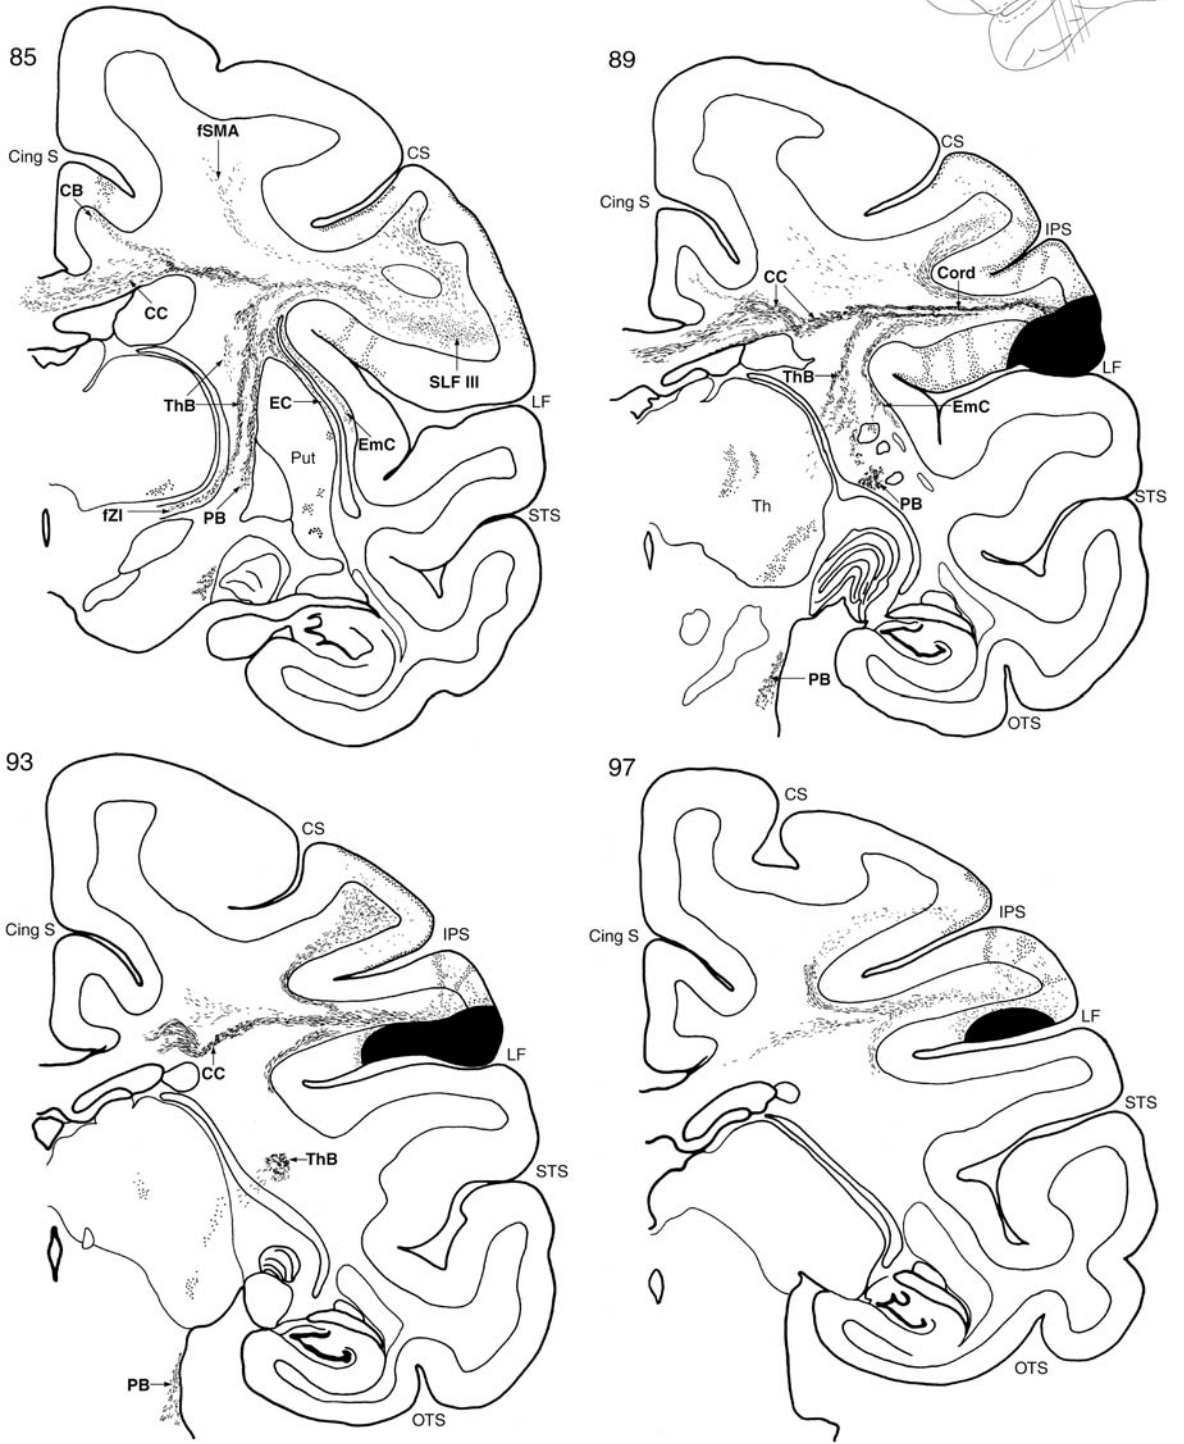 85
fSMA
Cing S
CS
CB
CC
CC
SLF III
ThB
EC
LF
EmC
Put
fZI
PB
STS
89
CS
Cing S
IPS
Cord
CC
ThB
LF
EmC
PB
STS
Th
PB
OTS
93
CS
Cing S
IPS
LF
CC
ThB
STS
PB
OTS
97
CS
IPS
Cing S
LF
STS
OTS